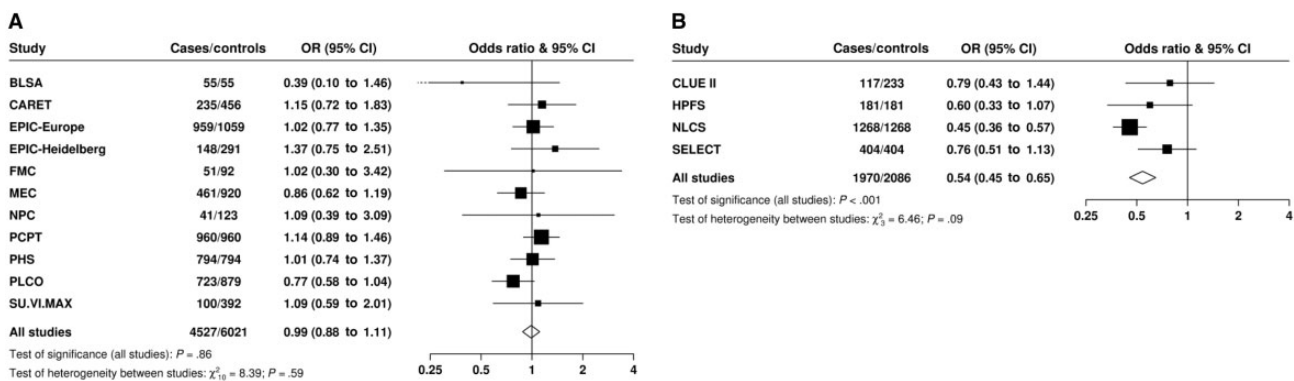 A
Study Cases/controls OR (95% CI) Odds ratio & 95% CI
BLSA 55/55 0.39 (0.10 to 1.46)
CARET 235/456 1.15 (0.72 to 1.83)
EPIC-Europe 959/1059 1.02 (0.77 to 1.35)
EPIC-Heidelberg 148/291 1.37 (0.75 to 2.51)
FMC 51/92 1.02 (0.30 to 3.42)
MEC 461/920 0.86 (0.62 to 1.19)
NPC 41/123 1.09 (0.39 to 3.09)
PCPT 960/960 1.14 (0.89 to 1.46)
PHS 794/794 1.01 (0.74 to 1.37)
PLCO 723/879 0.77 (0.58 to 1.04)
SU.VI.MAX 100/392 1.09 (0.59 to 2.01)
All studies 4527/6021 0.99 (0.88 to 1.11)
Test of significance (all studies): P = .86
Test of heterogeneity between studies: χ²₁₀ = 8.39; P = .59
0.25 0.5 1 2 4
B
Study Cases/controls OR (95% CI) Odds ratio & 95% CI
CLUE II 117/233 0.79 (0.43 to 1.44)
HPFS 181/181 0.60 (0.33 to 1.07)
NLCS 1268/1268 0.45 (0.36 to 0.57)
SELECT 404/404 0.76 (0.51 to 1.13)
All studies 1970/2086 0.54 (0.45 to 0.65)
Test of significance (all studies): P < .001
Test of heterogeneity between studies: χ²₃ = 6.46; P = .09
0.25 0.5 1 2 4